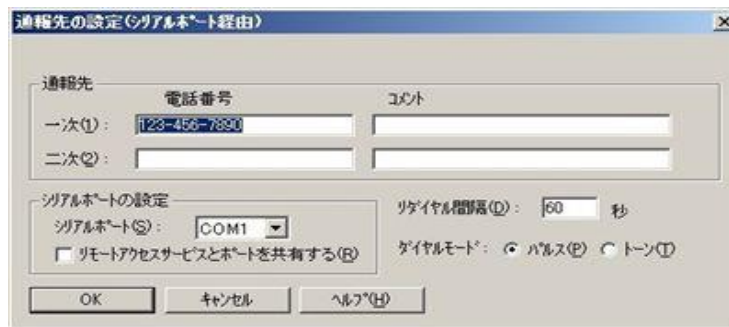 通報先の設定(ｼﾘｱﾙﾎﾟｰﾄ経由)
通報先
電話番号 ｺﾒﾝﾄ
一次(1)： 123-456-7890
二次(2)：
ｼﾘｱﾙﾎﾟｰﾄの設定
ｼﾘｱﾙﾎﾟｰﾄ(S)： COM1
ﾘﾓｰﾄｱｸｾｽｻｰﾋﾞｽとﾎﾟｰﾄを共有する(R)
ﾘﾀﾞｲﾔﾙ間隔(D)： 60 秒
ﾀﾞｲﾔﾙﾓｰﾄﾞ： ﾊﾟﾙｽ(P) ﾄｰﾝ(T)
OK ｷｬﾝｾﾙ ﾍﾙﾌﾟ(H)